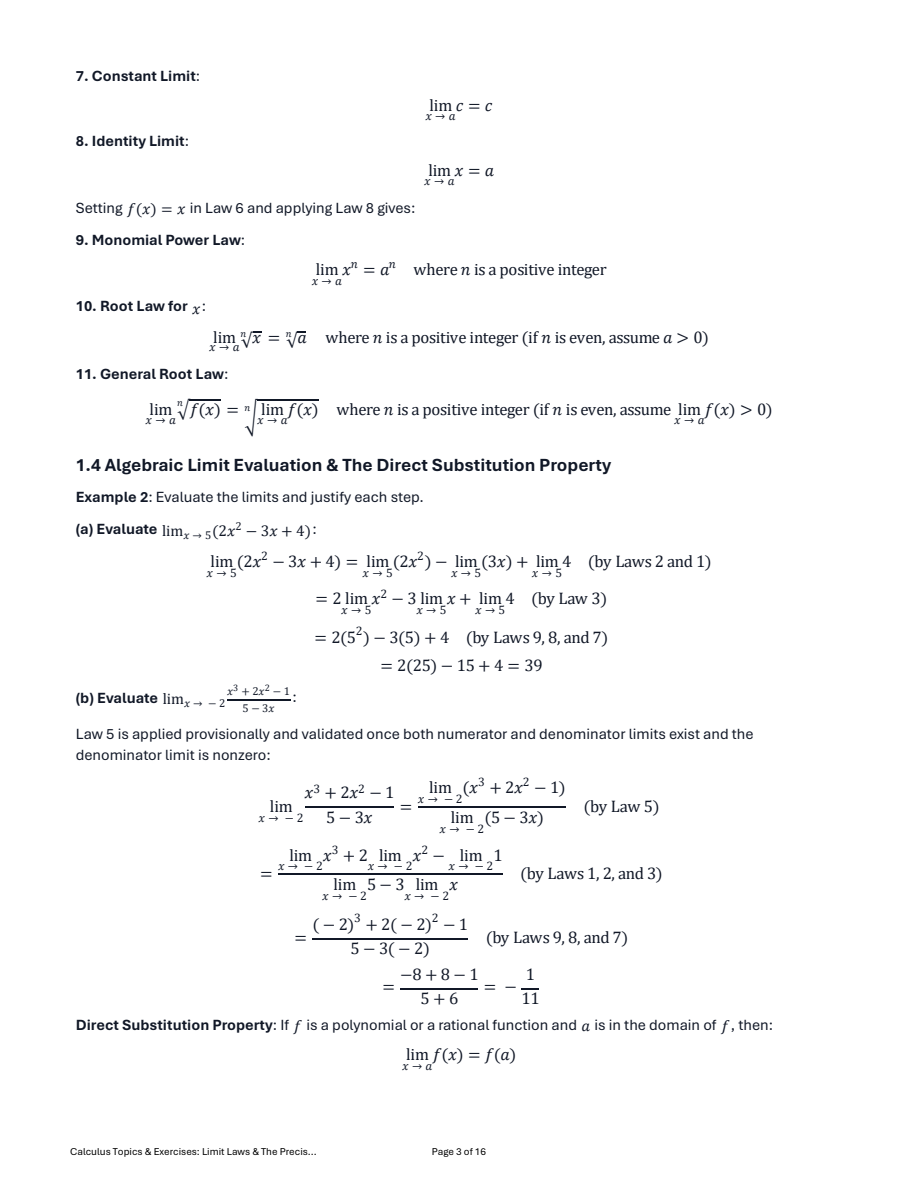 7. Constant Limit:
lim_{x → a} c = c
8. Identity Limit:
lim_{x → a} x = a
Setting f(x) = x in Law 6 and applying Law 8 gives:
9. Monomial Power Law:
lim_{x → a} xⁿ = aⁿ where n is a positive integer
10. Root Law for x:
lim_{x → a} ⁿ√x = ⁿ√a where n is a positive integer (if n is even, assume a > 0)
11. General Root Law:
lim_{x → a} ⁿ√(f(x)) = ⁿ√(lim_{x → a} f(x)) where n is a positive integer (if n is even, assume lim_{x → a} f(x) > 0)
1.4 Algebraic Limit Evaluation & The Direct Substitution Property
Example 2: Evaluate the limits and justify each step.
(a) Evaluate lim_{x → 5}(2x² − 3x + 4):
lim_{x → 5}(2x² − 3x + 4) = lim_{x → 5}(2x²) − lim_{x → 5}(3x) + lim_{x → 5} 4 (by Laws 2 and 1)
= 2 lim_{x → 5} x² − 3 lim_{x → 5} x + lim_{x → 5} 4 (by Law 3)
= 2(5²) − 3(5) + 4 (by Laws 9, 8, and 7)
= 2(25) − 15 + 4 = 39
(b) Evaluate lim_{x → −2} (x³ + 2x² − 1)/(5 − 3x):
Law 5 is applied provisionally and validated once both numerator and denominator limits exist and the
denominator limit is nonzero:
lim_{x → −2} (x³ + 2x² − 1)/(5 − 3x) = (lim_{x → −2}(x³ + 2x² − 1))/(lim_{x → −2}(5 − 3x)) (by Law 5)
= (lim_{x → −2} x³ + 2 lim_{x → −2} x² − lim_{x → −2} 1)/(lim_{x → −2} 5 − 3 lim_{x → −2} x) (by Laws 1, 2, and 3)
= ((−2)³ + 2(−2)² − 1)/(5 − 3(−2)) (by Laws 9, 8, and 7)
= (−8 + 8 − 1)/(5 + 6) = −1/11
Direct Substitution Property: If f is a polynomial or a rational function and a is in the domain of f, then:
lim_{x → a} f(x) = f(a)
Calculus Topics & Exercises: Limit Laws & The Precis... Page 3 of 16